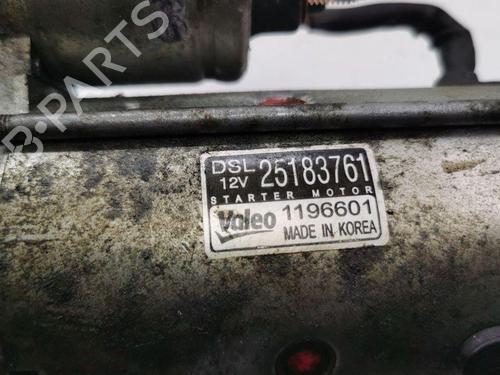 B-PARTS
DSL 25183761
12V
STARTER MOTOR
Valeo 1196601
MADE IN KOREA